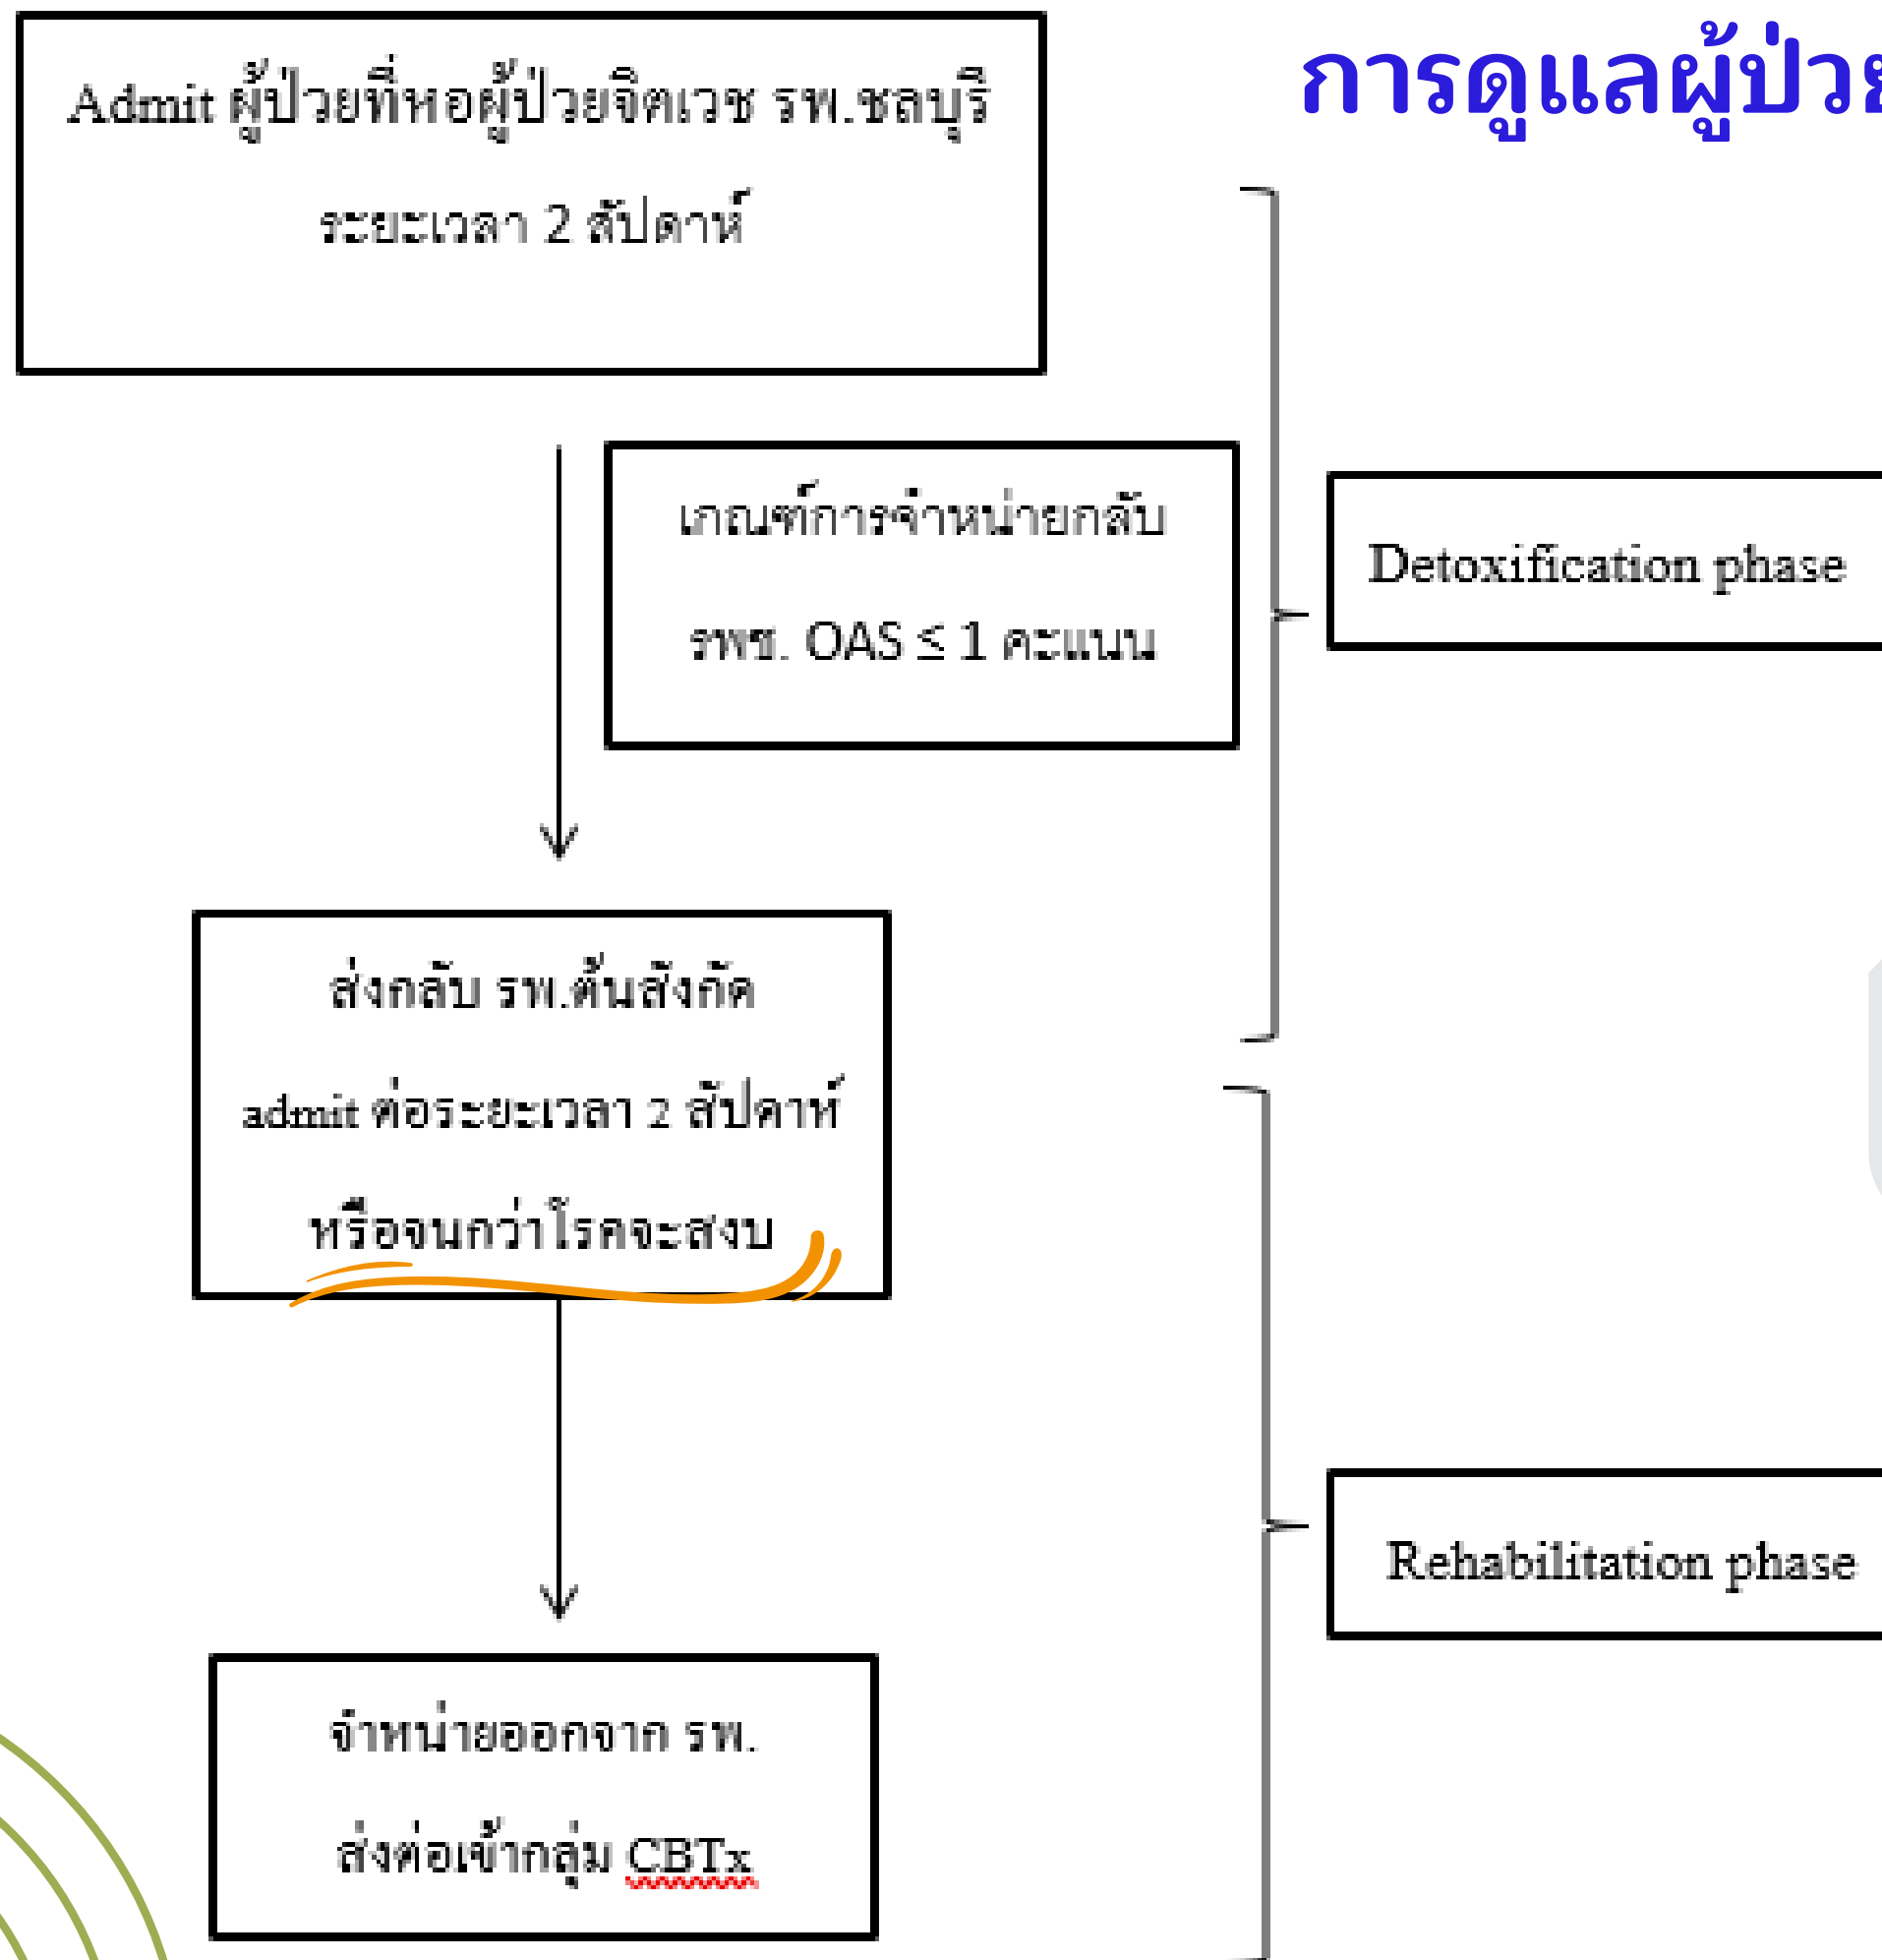 การดูแลผู้ป่วย
Admit ผู้ป่วยที่หอผู้ป่วยจิตเวช รพ.ชลบุรี
ระยะเวลา 2 สัปดาห์
เกณฑ์การจำหน่ายกลับ
รพช. OAS ≤ 1 คะแนน
Detoxification phase
ส่งกลับ รพ.ต้นสังกัด
admit ต่อระยะเวลา 2 สัปดาห์
หรือจนกว่าโรคจะสงบ
Rehabilitation phase
จำหน่ายออกจาก รพ.
ส่งต่อเข้ากลุ่ม CBTx